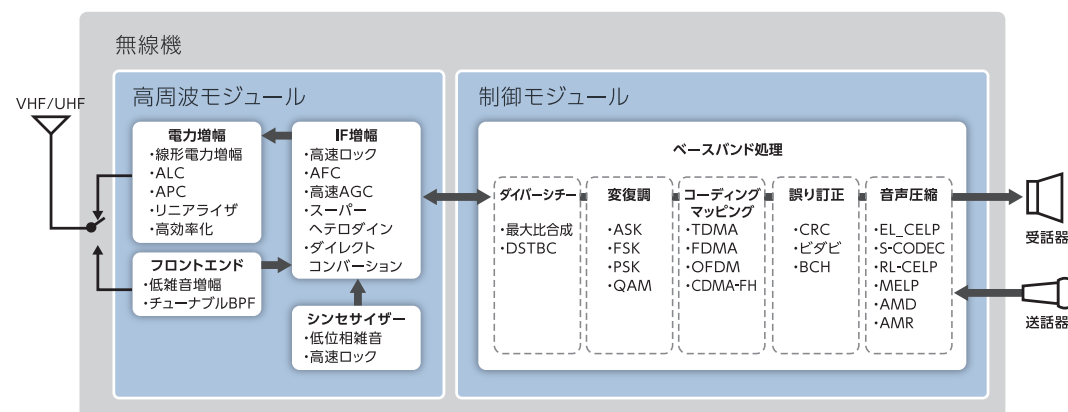 無線機
VHF/UHF
高周波モジュール
電力増幅
・線形電力増幅
・ALC
・APC
・リニアライザ
・高効率化
フロントエンド
・低雑音増幅
・チューナブルBPF
IF増幅
・高速ロック
・AFC
・高速AGC
・スーパー
ヘテロダイン
・ダイレクト
コンバーション
シンセサイザー
・低位相雑音
・高速ロック
制御モジュール
ベースバンド処理
ダイバーシチー
・最大比合成
・DSTBC
変復調
・ASK
・FSK
・PSK
・QAM
コーディング
マッピング
・TDMA
・FDMA
・OFDM
・CDMA-FH
誤り訂正
・CRC
・ビダビ
・BCH
音声圧縮
・EL_CELP
・S-CODEC
・RL-CELP
・MELP
・AMD
・AMR
受話器
送話器